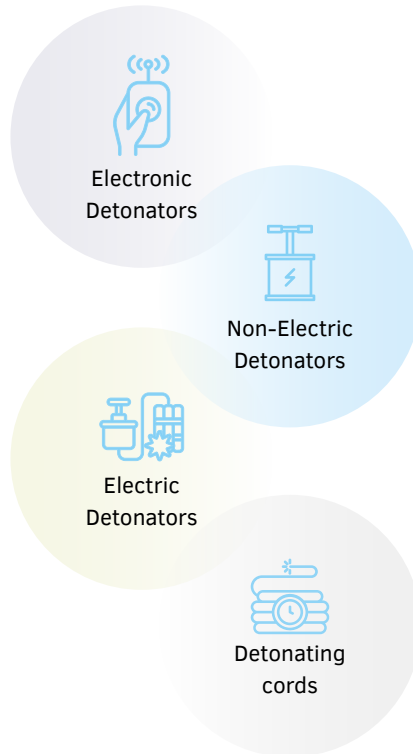 Electronic
Detonators
Non-Electric
Detonators
Electric
Detonators
Detonating
cords